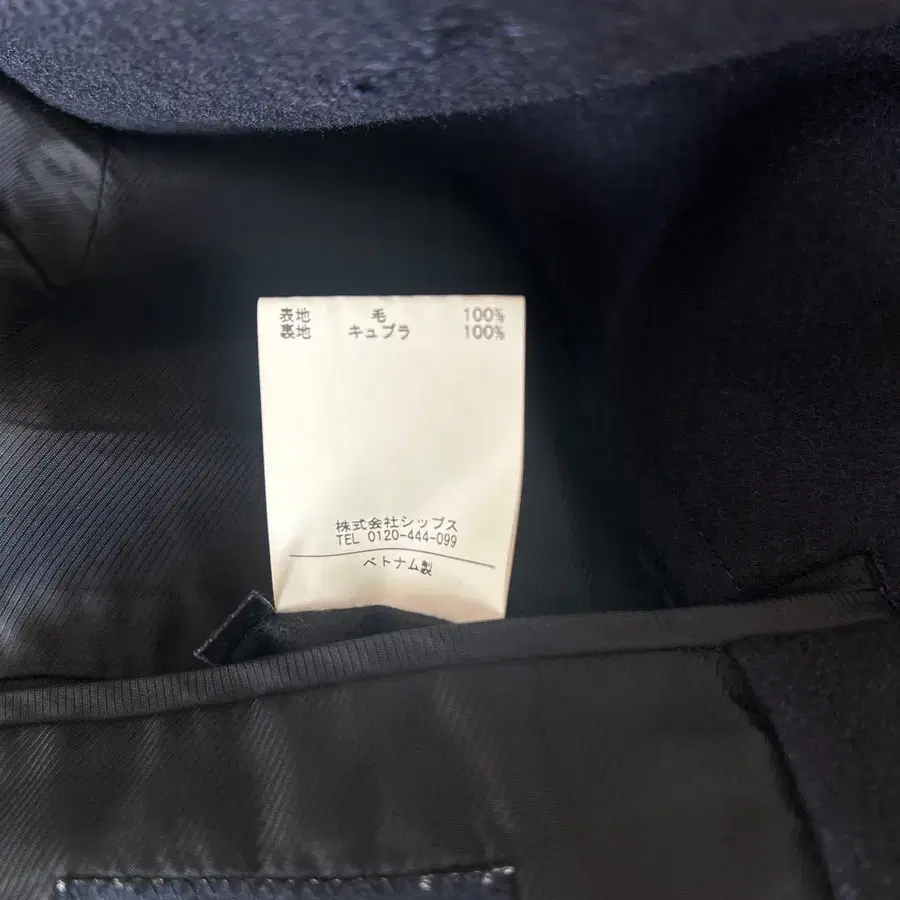 表地 毛 100%
裏地 キュプラ 100%
株式会社シップス
TEL 0120-444-099
ベトナム製